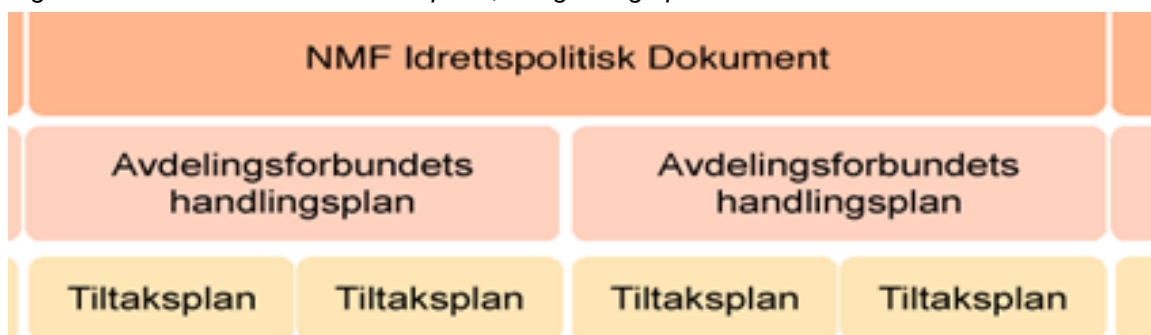 NMF Idrettspolitisk Dokument
Avdelingsforbundets
handlingsplan
Avdelingsforbundets
handlingsplan
Tiltaksplan Tiltaksplan Tiltaksplan Tiltaksplan